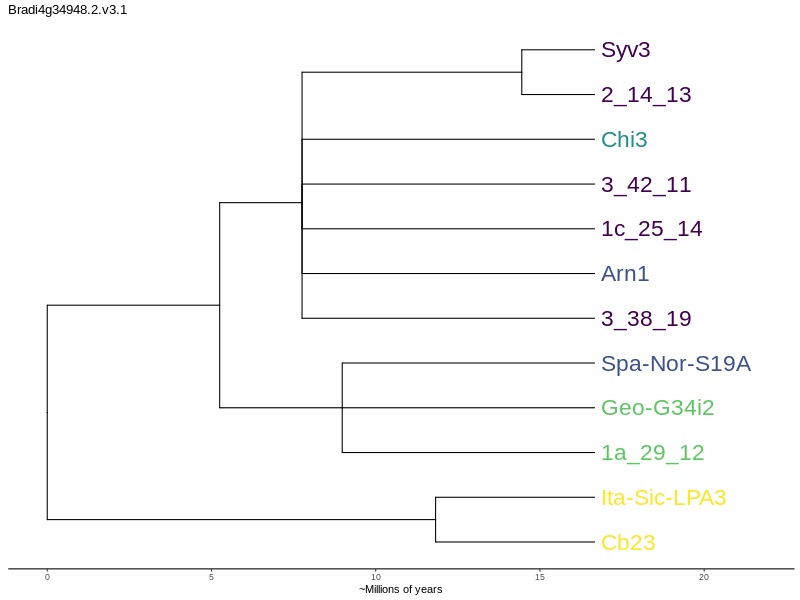 Bradi4g34948.2.v3.1
Syv3
2_14_13
Chi3
3_42_11
1c_25_14
Arn1
3_38_19
Spa-Nor-S19A
Geo-G34i2
1a_29_12
Ita-Sic-LPA3
Cb23
0 5 10 15 20
~Millions of years